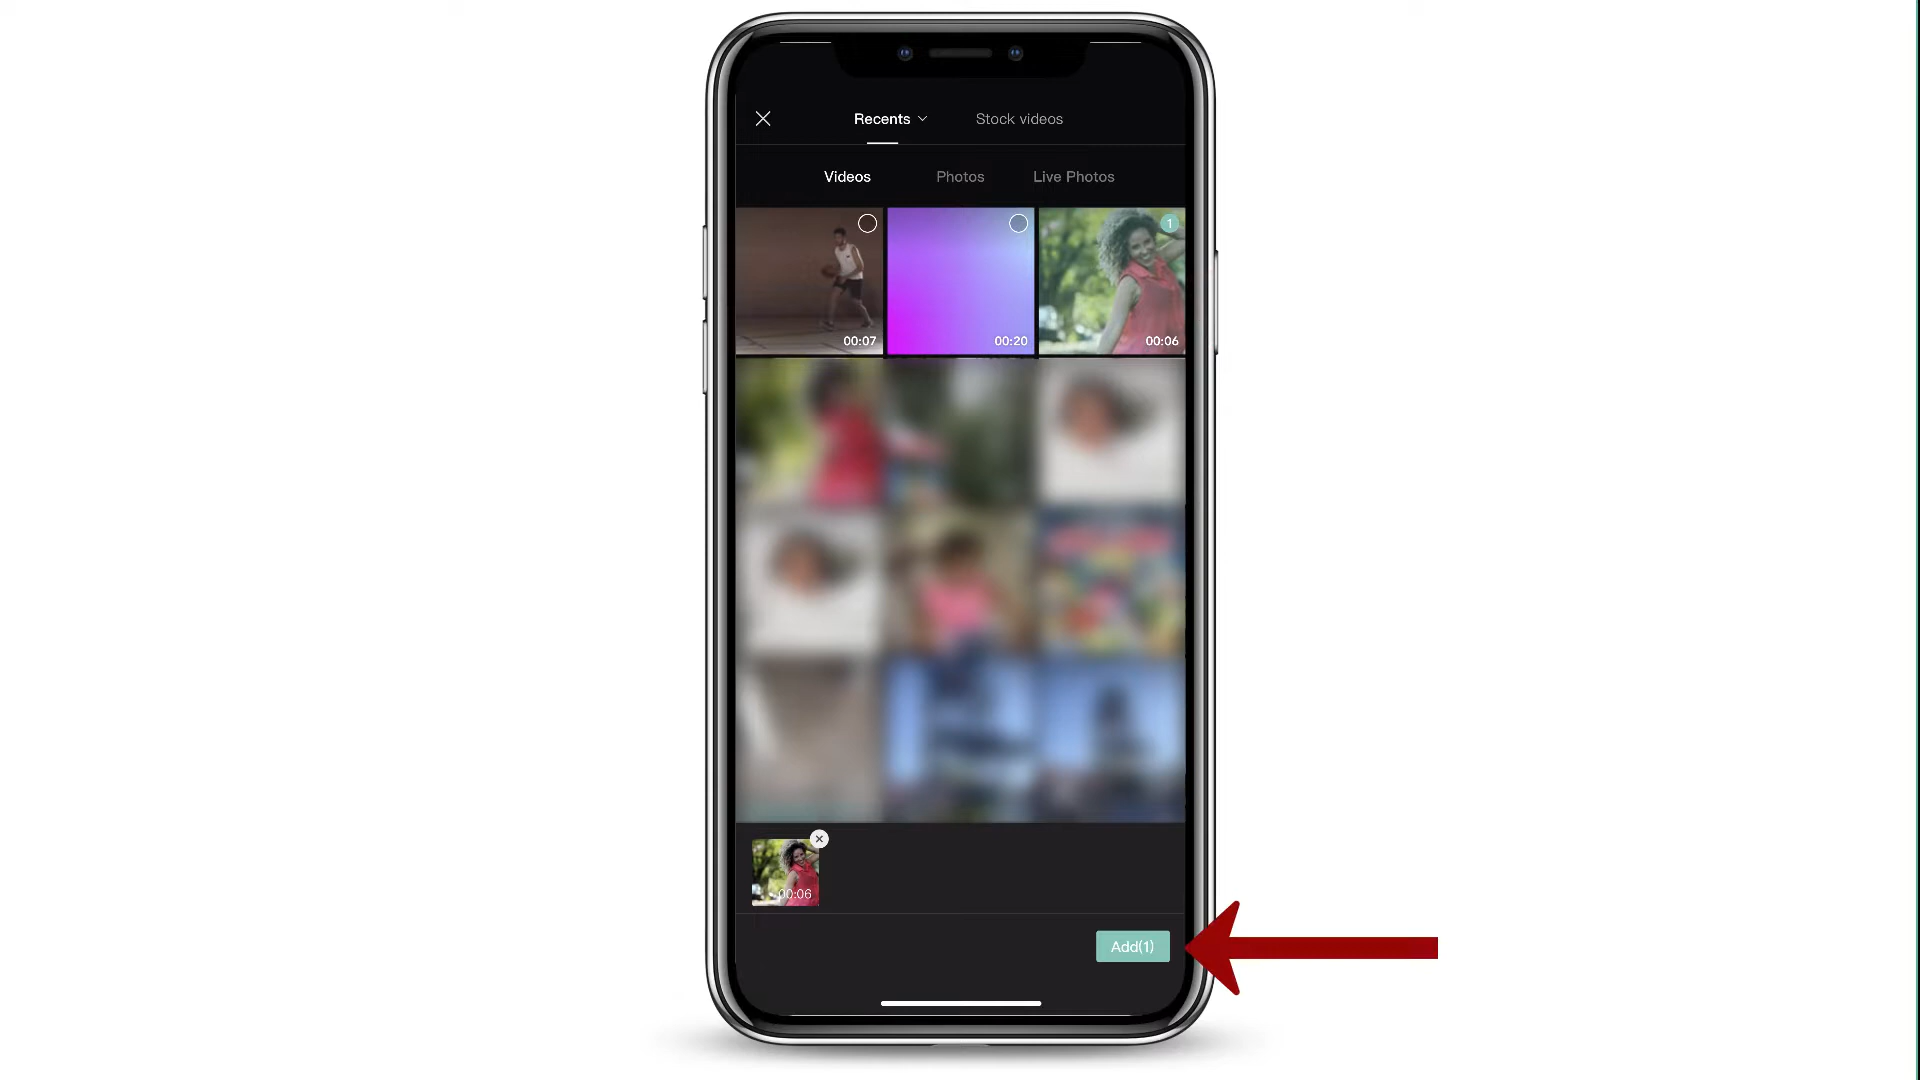 Recents
Stock videos
Videos
Photos
Live Photos
1
00:07
00:20
00:06
00:06
Add(1)